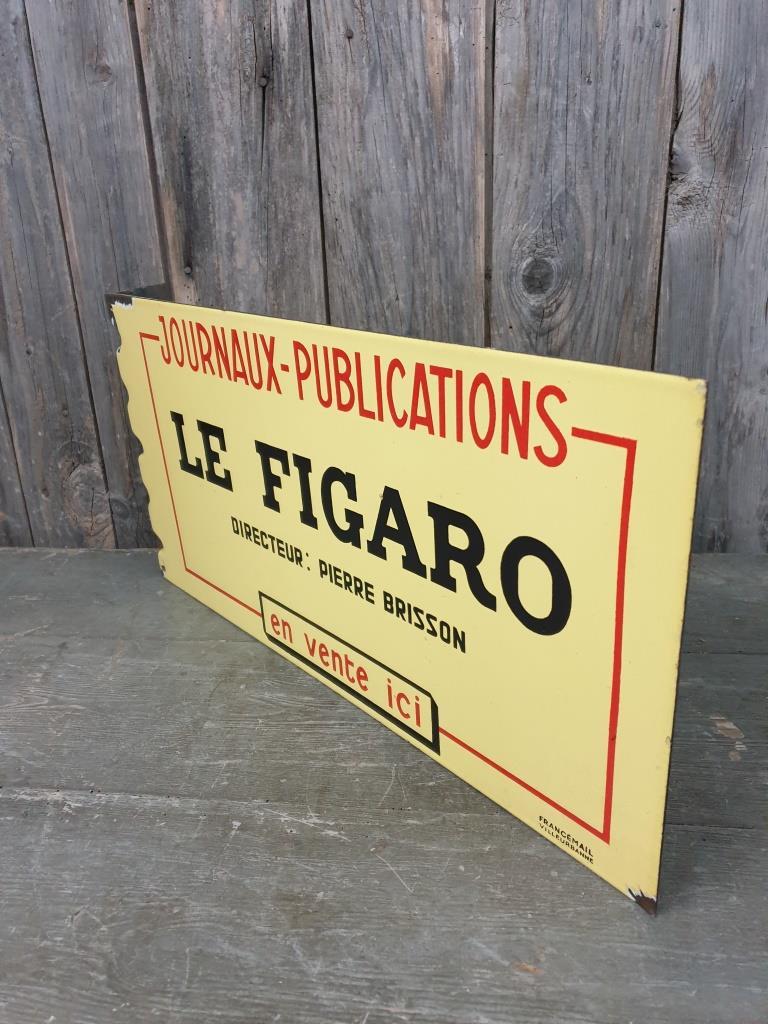 JOURNAUX-PUBLICATIONS
LE FIGARO
DIRECTEUR: PIERRE BRISSON
en vente ici
FRANCEMAIL
VILLEURBANNE